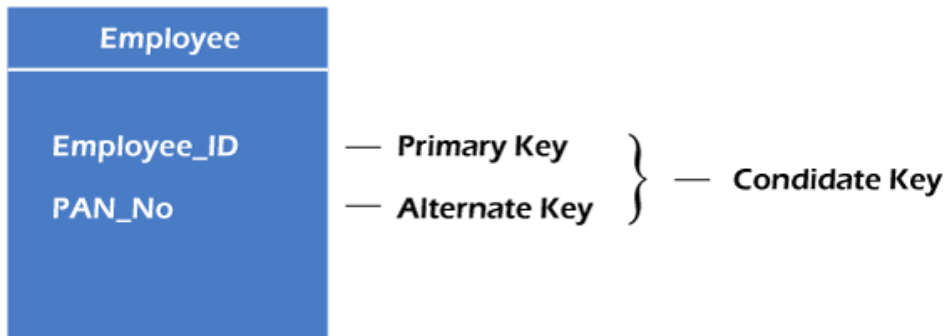 Employee
Employee_ID — Primary Key
PAN_No — Alternate Key
} — Condidate Key